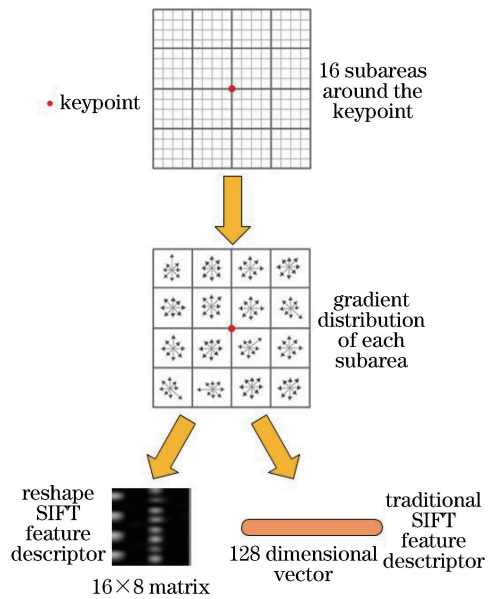 keypoint
16 subareas
around the
keypoint
gradient
distribution
of each
subarea
reshape
SIFT
feature
descriptor
16×8 matrix
traditional
SIFT
feature
descriptor
128 dimensional
vector